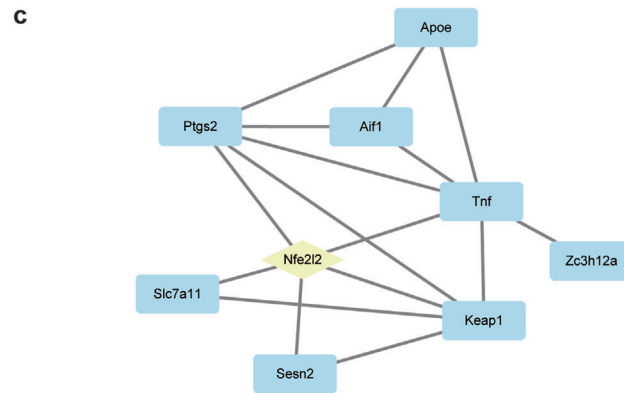 c
Apoe
Ptgs2
Aif1
Tnf
Nfe2l2
Zc3h12a
Slc7a11
Keap1
Sesn2